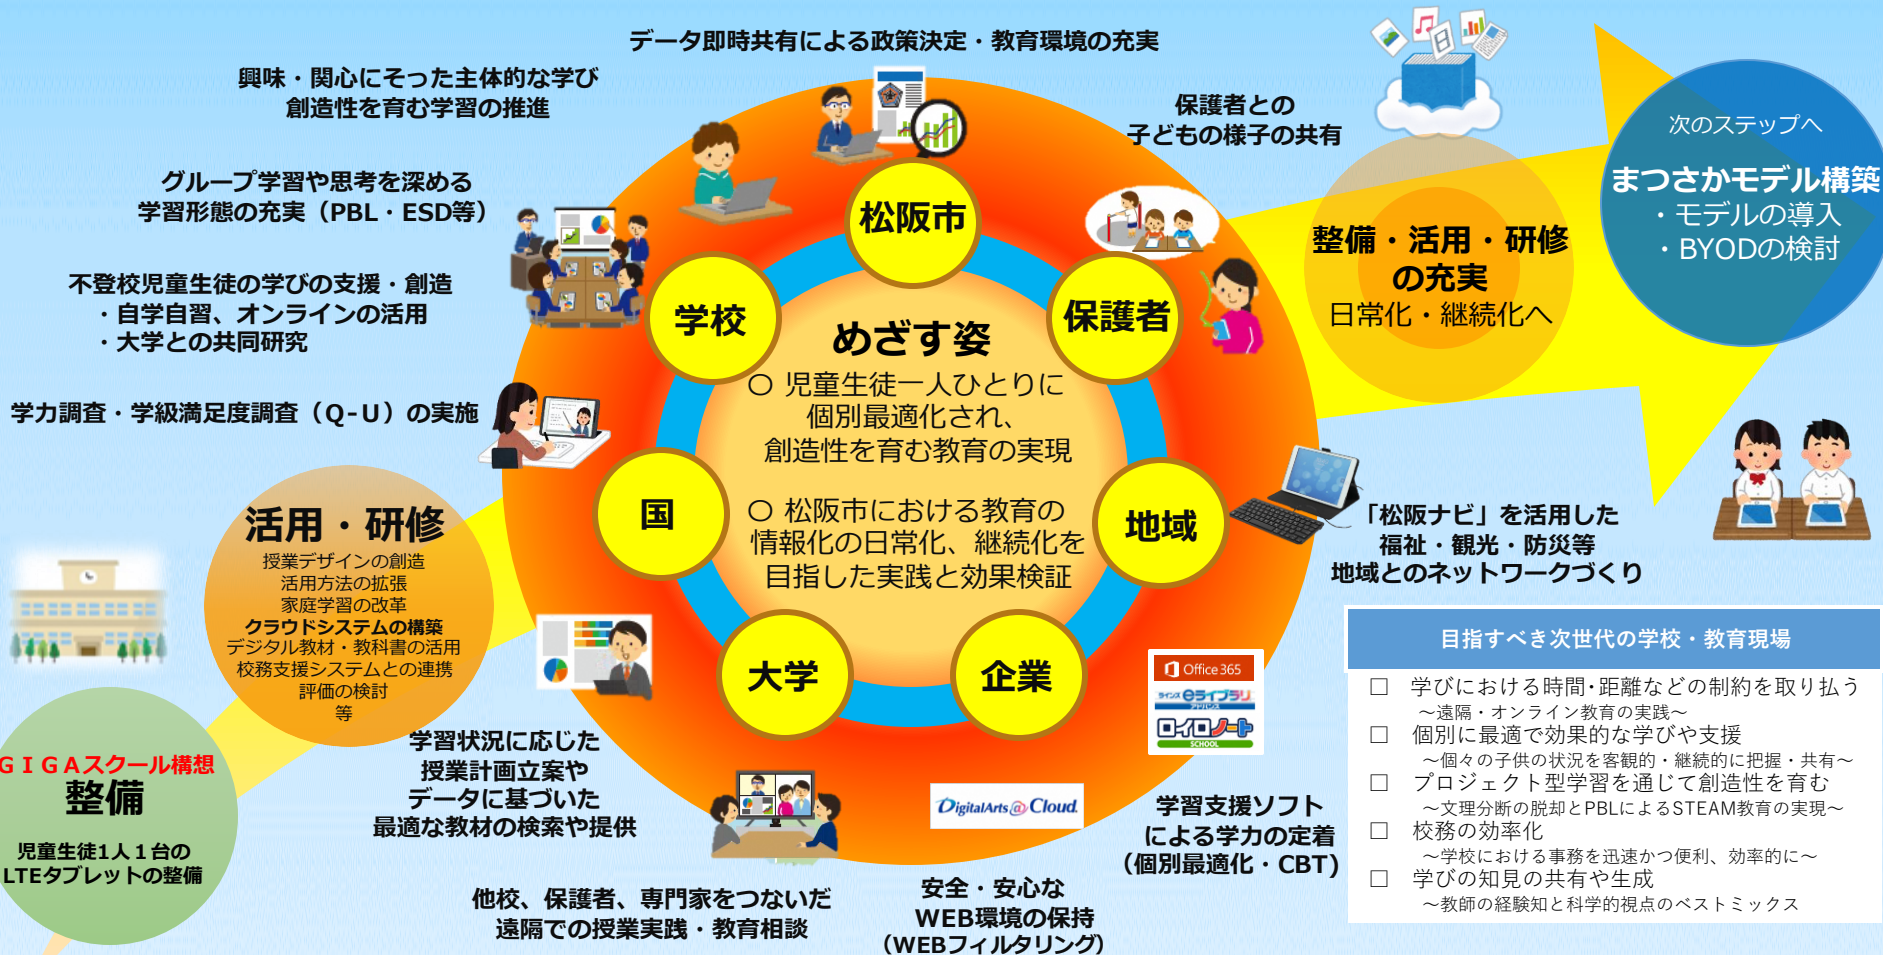 データ即時共有による政策決定・教育環境の充実
興味・関心にそった主体的な学び
創造性を育む学習の推進
保護者との
子どもの様子の共有
グループ学習や思考を深める
学習形態の充実（PBL・ESD等）
不登校児童生徒の学びの支援・創造
・自学自習、オンラインの活用
・大学との共同研究
学力調査・学級満足度調査（Q-U）の実施
松阪市
学校
保護者
国
地域
大学
企業
めざす姿
〇 児童生徒一人ひとりに
個別最適化され、
創造性を育む教育の実現
〇 松阪市における教育の
情報化の日常化、継続化を
目指した実践と効果検証
整備・活用・研修
の充実
日常化・継続化へ
次のステップへ
まつさかモデル構築
・モデルの導入
・BYODの検討
活用・研修
授業デザインの創造
活用方法の拡張
家庭学習の改革
クラウドシステムの構築
デジタル教材・教科書の活用
校務支援システムとの連携
評価の検討
等
GIGAスクール構想
整備
児童生徒1人１台の
LTEタブレットの整備
学習状況に応じた
授業計画立案や
データに基づいた
最適な教材の検索や提供
他校、保護者、専門家をつないだ
遠隔での授業実践・教育相談
DigitalArts@Cloud.
安全・安心な
WEB環境の保持
（WEBフィルタリング）
Office 365
ラインズeライブラリ
アドバンス
ロイロノート
SCHOOL
学習支援ソフト
による学力の定着
（個別最適化・CBT)
「松阪ナビ」を活用した
福祉・観光・防災等
地域とのネットワークづくり
目指すべき次世代の学校・教育現場
□ 学びにおける時間・距離などの制約を取り払う
～遠隔・オンライン教育の実践～
□ 個別に最適で効果的な学びや支援
～個々の子供の状況を客観的・継続的に把握・共有～
□ プロジェクト型学習を通じて創造性を育む
～文理分断の脱却とPBLによるSTEAM教育の実現～
□ 校務の効率化
～学校における事務を迅速かつ便利、効率的に～
□ 学びの知見の共有や生成
～教師の経験知と科学的視点のベストミックス